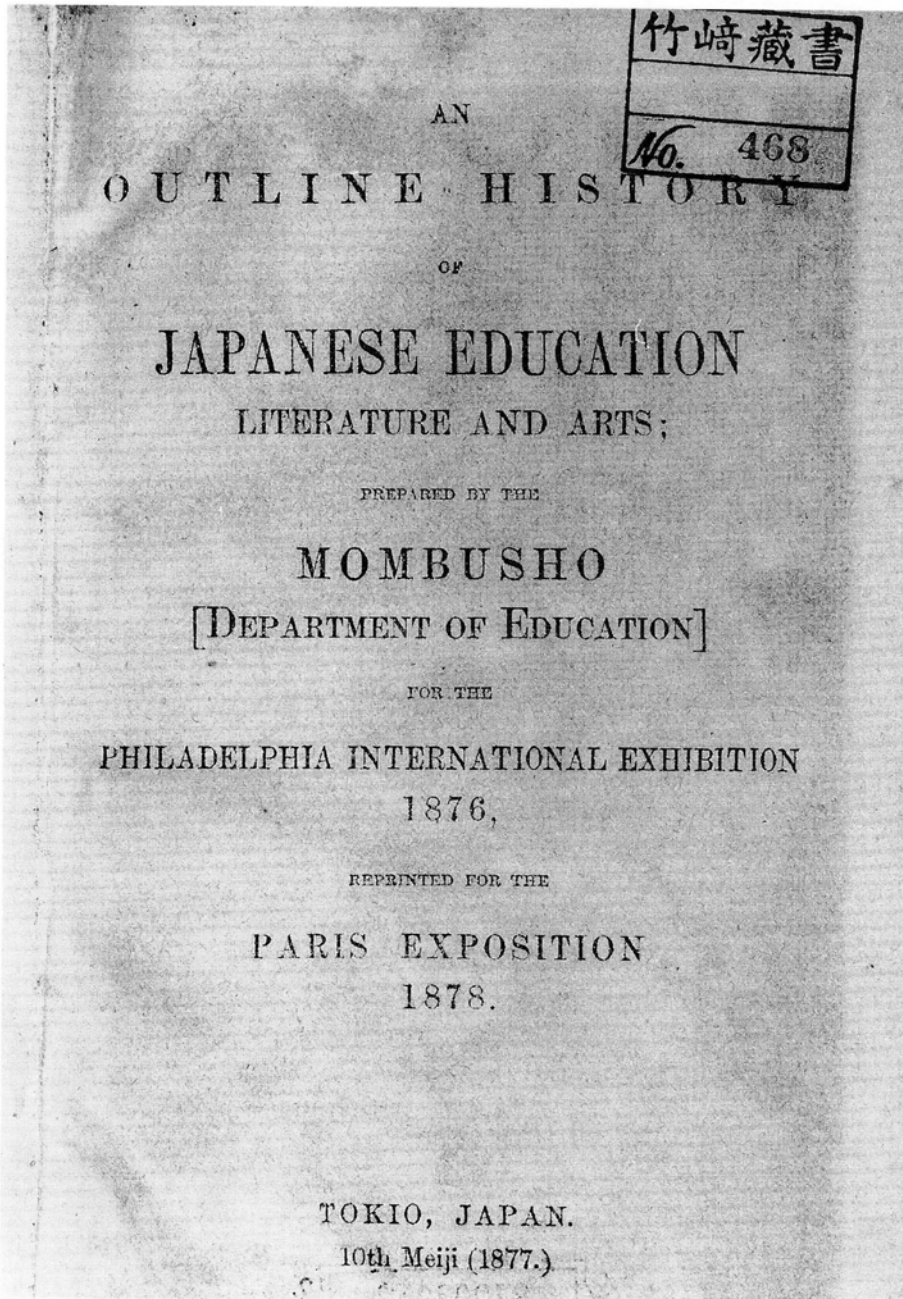 竹﨑藏書
No. 468
AN
OUTLINE HISTORY
OF
JAPANESE EDUCATION
LITERATURE AND ARTS;
PREPARED BY THE
MOMBUSHO
[DEPARTMENT OF EDUCATION]
FOR THE
PHILADELPHIA INTERNATIONAL EXHIBITION
1876,
REPRINTED FOR THE
PARIS EXPOSITION
1878.
TOKIO, JAPAN.
10th Meiji (1877.)